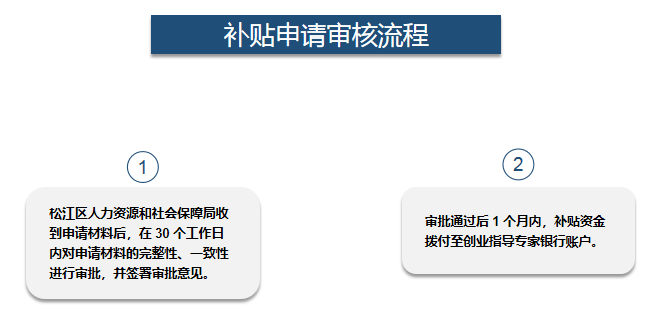 补贴申请审核流程
1
松江区人力资源和社会保障局收
到申请材料后，在 30 个工作日
内对申请材料的完整性、一致性
进行审批，并签署审批意见。
2
审批通过后 1 个月内，补贴资金
拨付至创业指导专家银行账户。